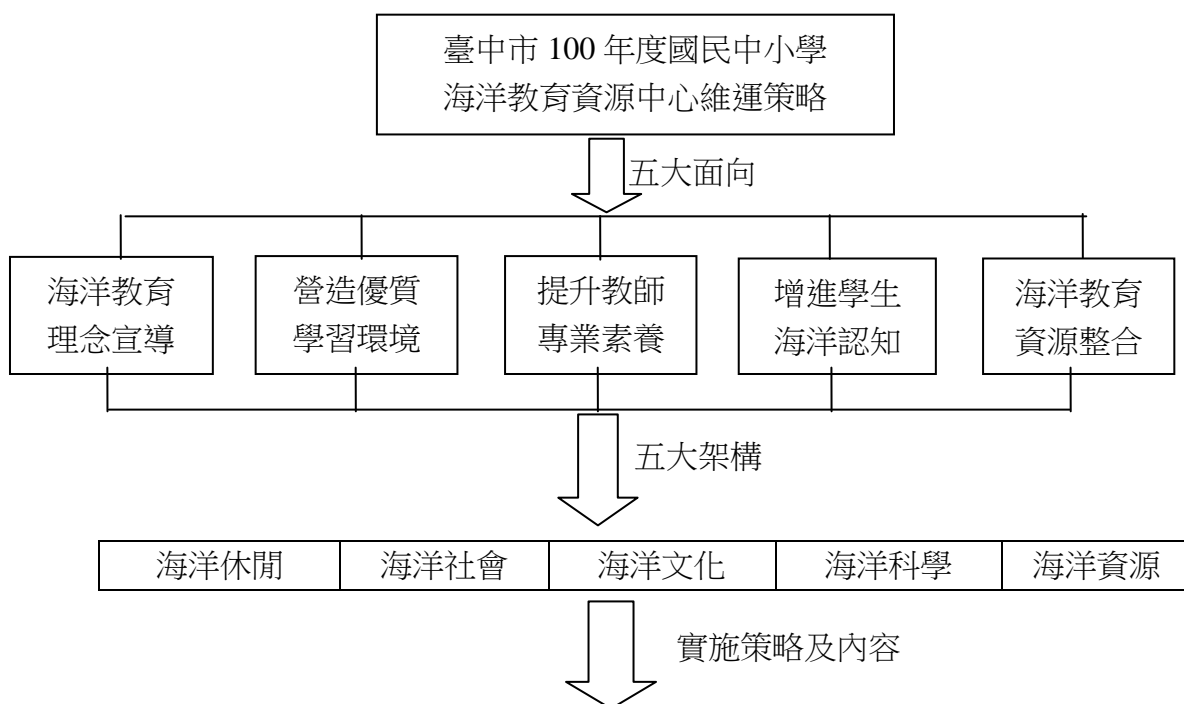 臺中市 100 年度國民中小學
海洋教育資源中心維運策略
五大面向
海洋教育
理念宣導
營造優質
學習環境
提升教師
專業素養
增進學生
海洋認知
海洋教育
資源整合
五大架構
海洋休閒
海洋社會
海洋文化
海洋科學
海洋資源
實施策略及內容